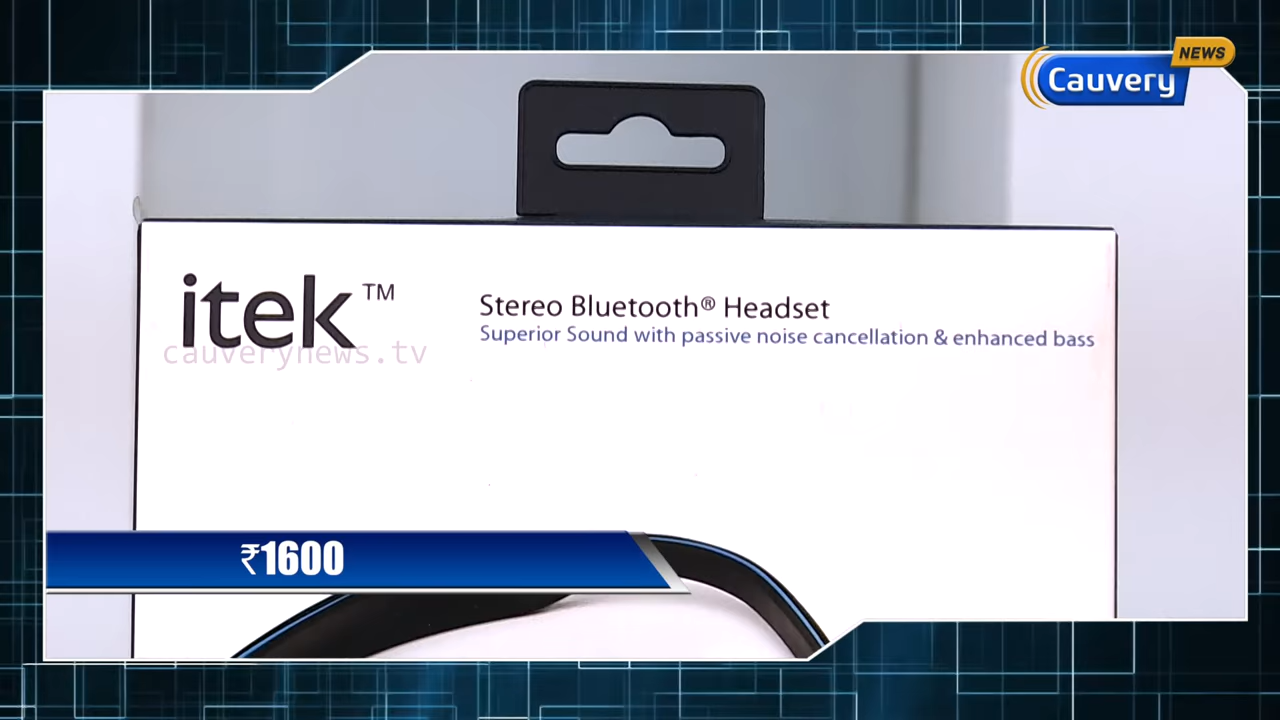 NEWS
Cauvery
itek™
Stereo Bluetooth® Headset
Superior Sound with passive noise cancellation & enhanced bass
cauverynews.tv
₹1600